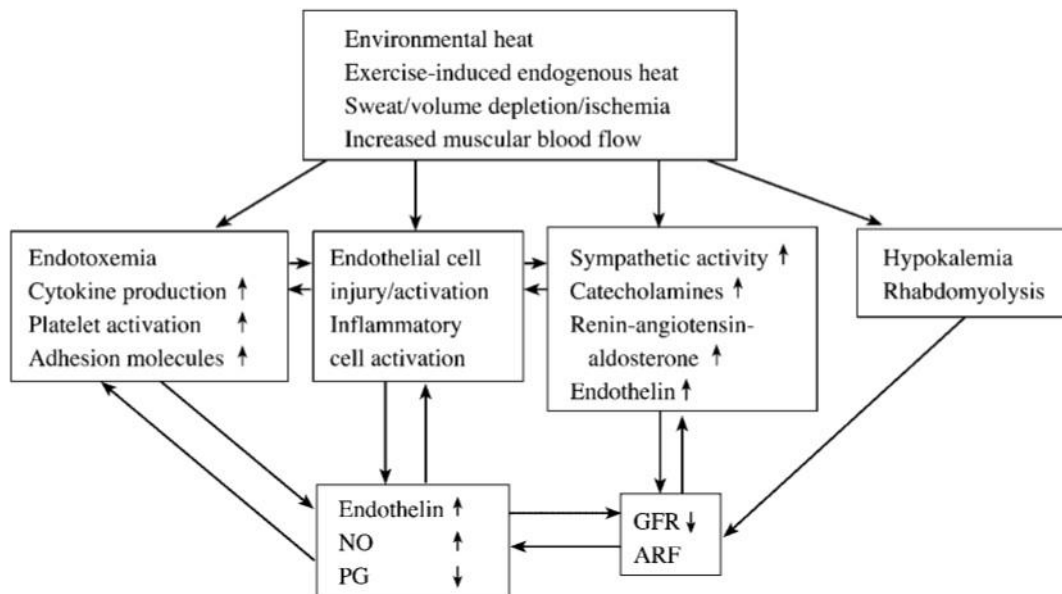 Environmental heat
Exercise-induced endogenous heat
Sweat/volume depletion/ischemia
Increased muscular blood flow
Endotoxemia
Cytokine production ↑
Platelet activation ↑
Adhesion molecules ↑
Endothelial cell
injury/activation
Inflammatory
cell activation
Sympathetic activity ↑
Catecholamines ↑
Renin-angiotensin-
aldosterone ↑
Endothelin ↑
Hypokalemia
Rhabdomyolysis
Endothelin ↑
NO ↑
PG ↓
GFR ↓
ARF